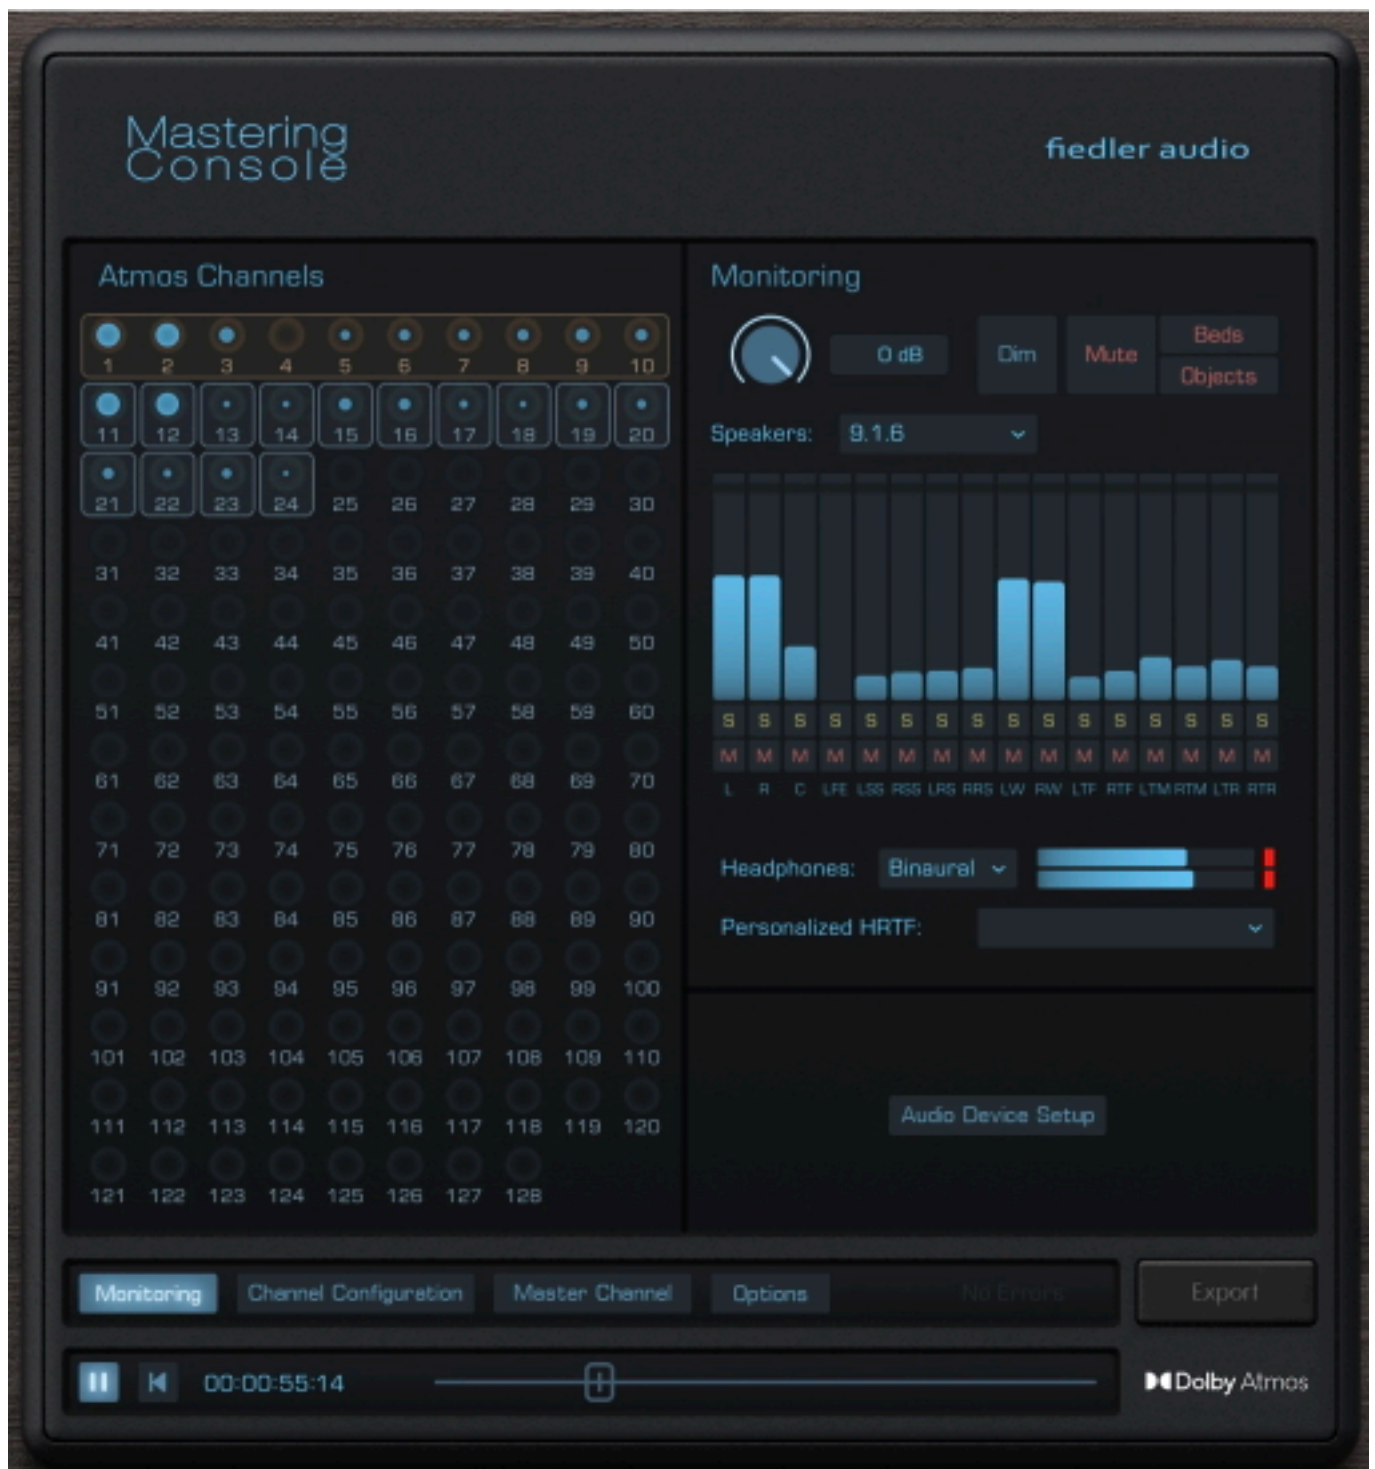 Mastering
Console
fiedler audio
Atmos Channels
1 2 3 4 5 6 7 8 9 10
11 12 13 14 15 16 17 18 19 20
21 22 23 24 25 26 27 28 29 30
31 32 33 34 35 36 37 38 39 40
41 42 43 44 45 46 47 48 49 50
51 52 53 54 55 56 57 58 59 60
61 62 63 64 65 66 67 68 69 70
71 72 73 74 75 76 77 78 79 80
81 82 83 84 85 86 87 88 89 90
91 92 93 94 95 96 97 98 99 100
101 102 103 104 105 106 107 108 109 110
111 112 113 114 115 116 117 118 119 120
121 122 123 124 125 126 127 128
Monitoring
0 dB Dim Mute Beds
Objects
Speakers: 9.1.6
S S S S S S S S S S S S S S S S
M M M M M M M M M M M M M M M M
L R C LFE LSS RSS LRS RRS LW RW LTF RTF LTM RTM LTR RTR
Headphones: Binaural
Personalized HRTF:
Audio Device Setup
Monitoring Channel Configuration Master Channel Options No Errors Export
00:00:55:14
Dolby Atmos